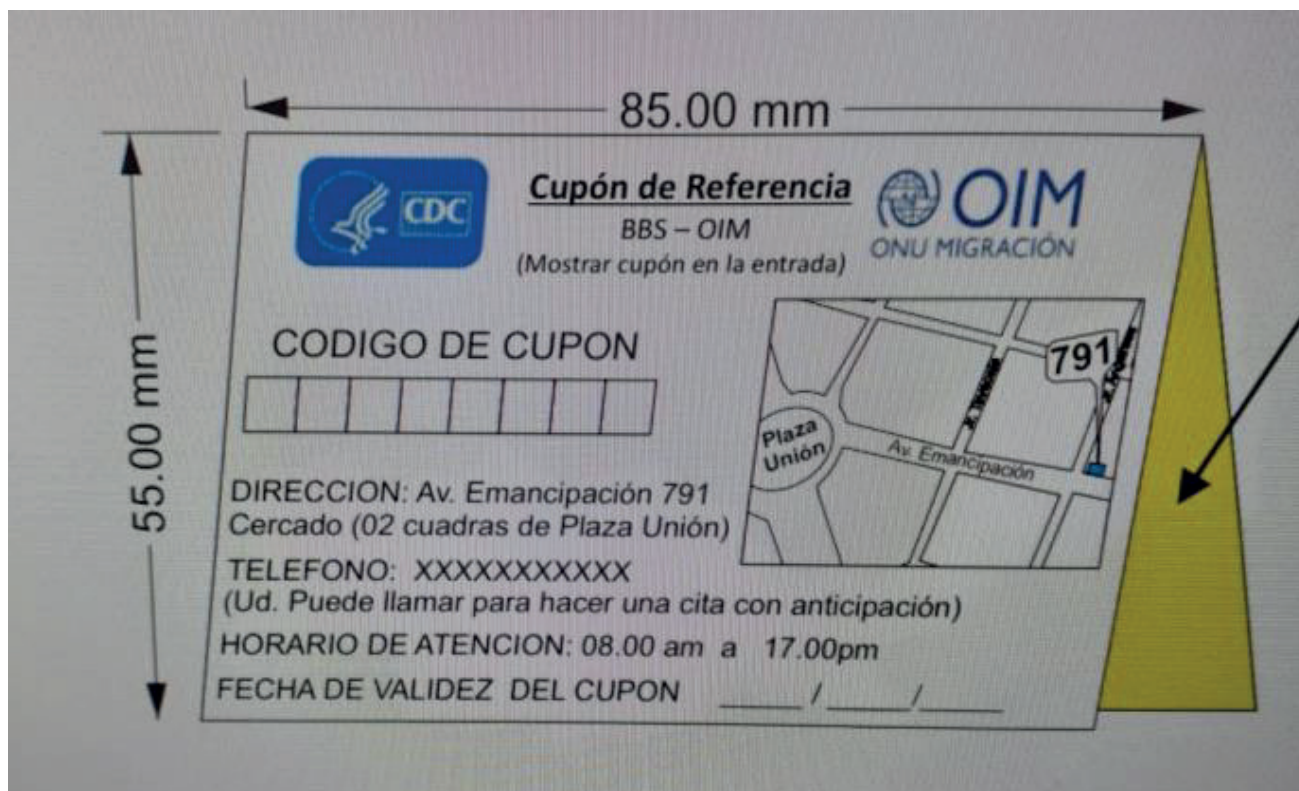 85.00 mm
55.00 mm
CDC
Cupón de Referencia
BBS – OIM
(Mostrar cupón en la entrada)
OIM
ONU MIGRACIÓN
CODIGO DE CUPON
791
Plaza
Unión
Av. Emancipación
DIRECCION: Av. Emancipación 791
Cercado (02 cuadras de Plaza Unión)
TELEFONO: XXXXXXXXXXX
(Ud. Puede llamar para hacer una cita con anticipación)
HORARIO DE ATENCION: 08.00 am a 17.00pm
FECHA DE VALIDEZ DEL CUPON ____ / ____ / ____